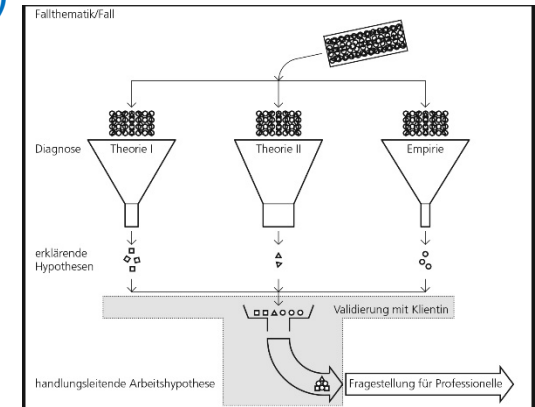 Fallthematik/Fall
Diagnose
Theorie I
Theorie II
Empirie
erklärende
Hypothesen
Validierung mit Klientin
handlungsleitende Arbeitshypothese
Fragestellung für Professionelle